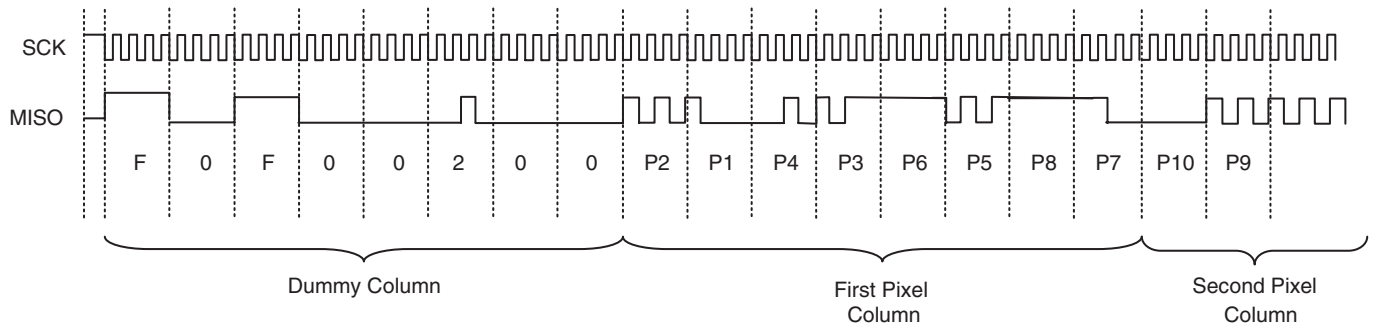 SCK
MISO
F 0 F 0 0 2 0 0 P2 P1 P4 P3 P6 P5 P8 P7 P10 P9
Dummy Column
First Pixel
Column
Second Pixel
Column